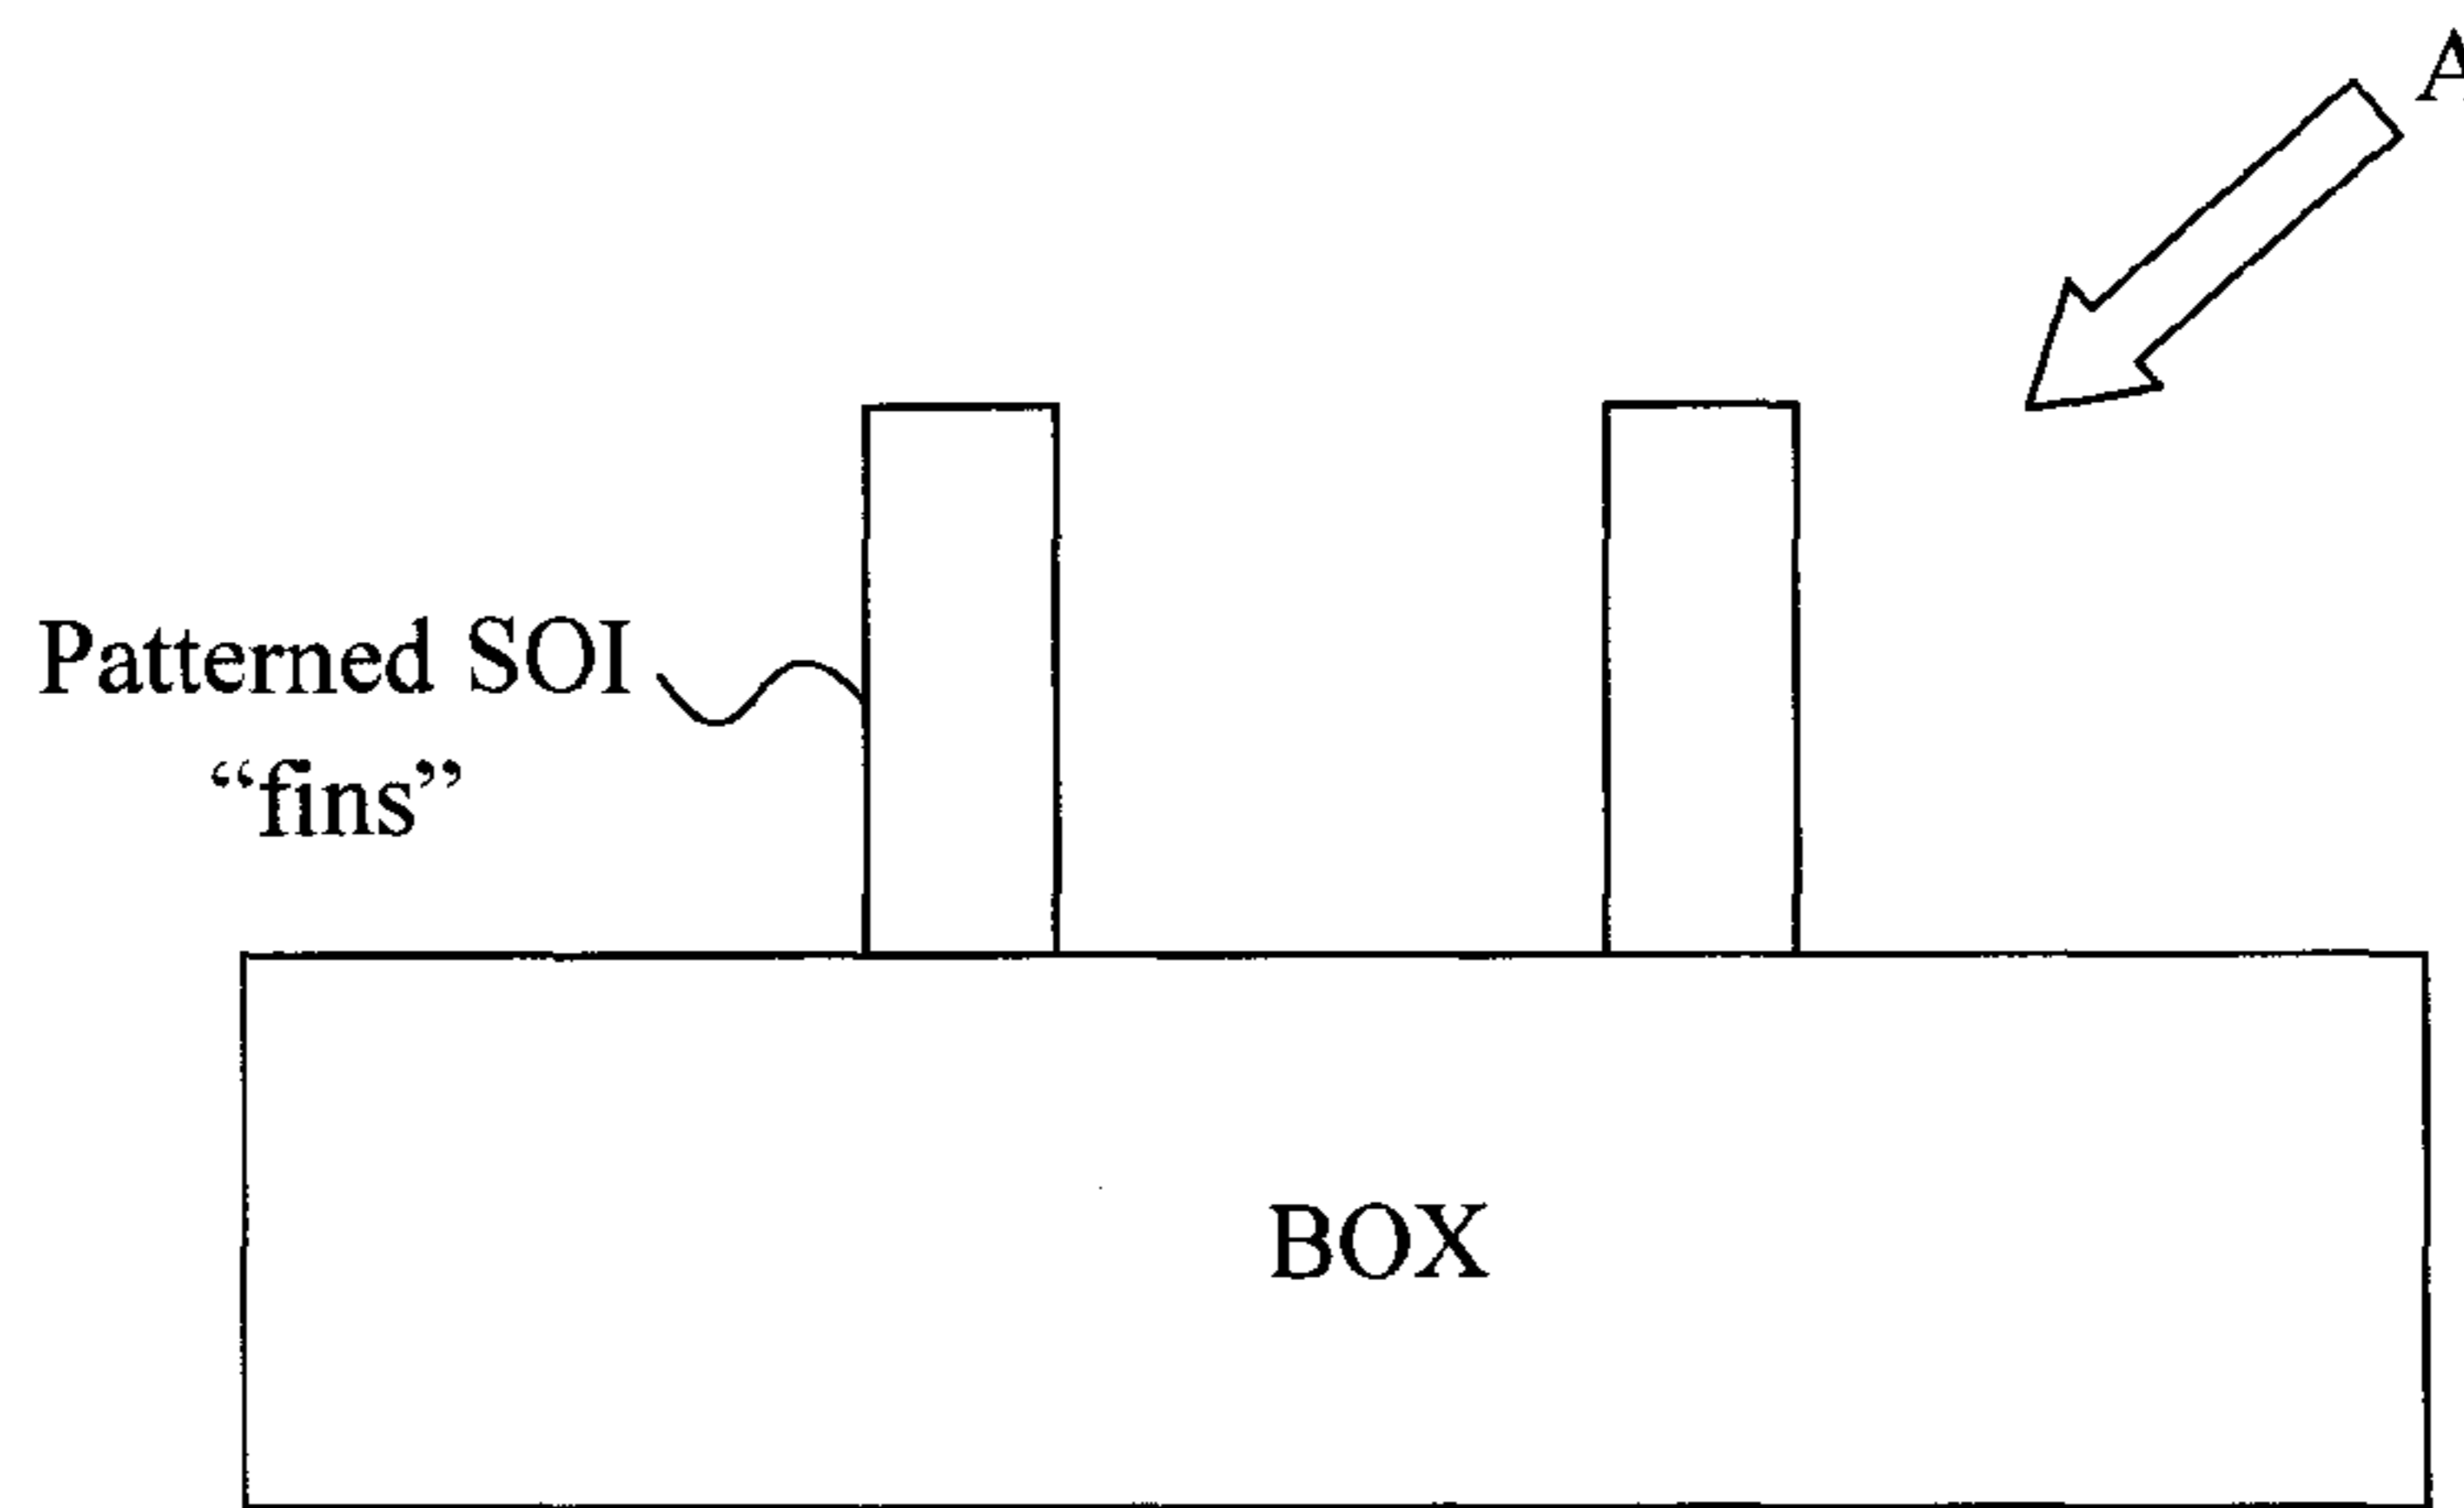 A
Patterned SOI
“fins”
BOX